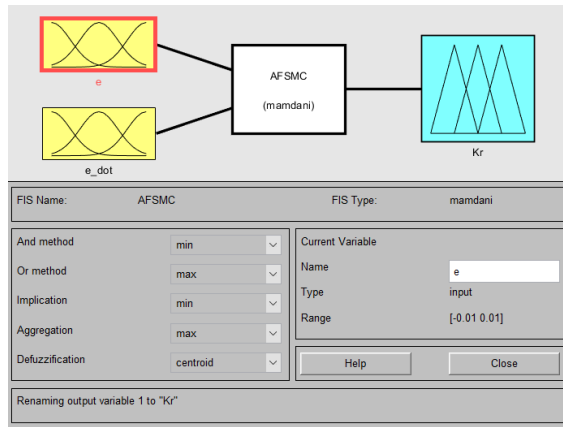 e
e_dot
AFSMC
(mamdani)
Kr
FIS Name: AFSMC FIS Type: mamdani
And method min
Or method max
Implication min
Aggregation max
Defuzzification centroid
Current Variable
Name e
Type input
Range [-0.01 0.01]
Help Close
Renaming output variable 1 to "Kr"